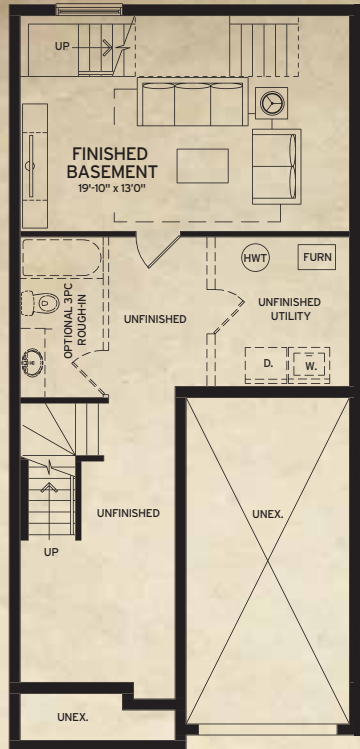 UP
FINISHED
BASEMENT
19'-10" x 13'0"
HWT
FURN
OPTIONAL 3PC
ROUGH-IN
UNFINISHED
UNFINISHED
UTILITY
D.
W.
UNFINISHED
UNEX.
UP
UNEX.